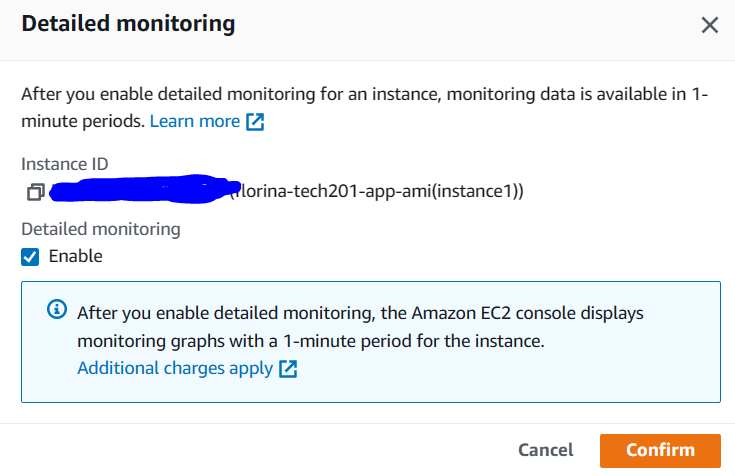 Detailed monitoring
After you enable detailed monitoring for an instance, monitoring data is available in 1-
minute periods. Learn more
Instance ID
(florina-tech201-app-ami(instance1))
Detailed monitoring
Enable
After you enable detailed monitoring, the Amazon EC2 console displays
monitoring graphs with a 1-minute period for the instance.
Additional charges apply
Cancel Confirm